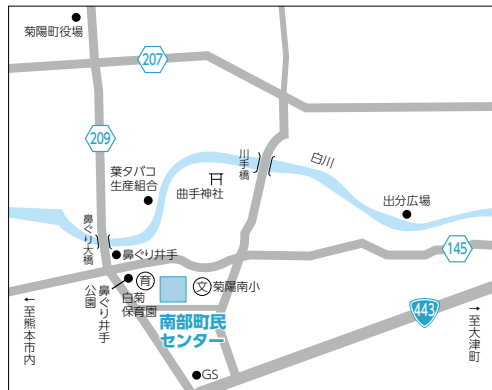 菊陽町役場
207
209
葉タバコ
生産組合
曲手神社
川手橋
白川
出分広場
鼻ぐり大橋
鼻ぐり井手
145
鼻ぐり井手
公園
育
白菊
保育園
文
菊陽南小
南部町民
センター
443
←至熊本市内
→至大津町
GS